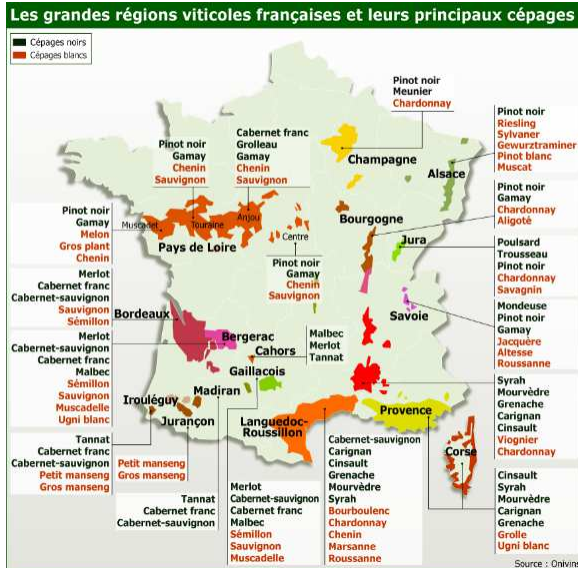 Les grandes régions viticoles françaises et leurs principaux cépages
Cépages noirs
Cépages blancs
Pinot noir
Meunier
Chardonnay
Champagne
Pinot noir
Riesling
Sylvaner
Gewurztraminer
Pinot blanc
Muscat
Alsace
Cabernet franc
Grolleau
Gamay
Chenin
Sauvignon
Pinot noir
Gamay
Chenin
Sauvignon
Pinot noir
Gamay
Chardonnay
Aligoté
Bourgogne
Pinot noir
Gamay
Melon
Gros plant
Chenin
Muscadet
Touraine
Anjou
Pays de Loire
Centre
Pinot noir
Gamay
Chenin
Sauvignon
Jura
Poulsard
Trousseau
Pinot noir
Chardonnay
Savagnin
Merlot
Cabernet franc
Cabernet-sauvignon
Sauvignon
Sémillon
Bordeaux
Savoie
Mondeuse
Pinot noir
Gamay
Jacquère
Altesse
Roussanne
Merlot
Cabernet-sauvignon
Cabernet franc
Malbec
Sémillon
Sauvignon
Muscadelle
Ugni blanc
Bergerac
Cahors
Malbec
Merlot
Tannat
Gaillacois
Madiran
Irouléguy
Jurançon
Languedoc-
Roussillon
Provence
Corse
Syrah
Mourvèdre
Grenache
Carignan
Cinsault
Viognier
Chardonnay
Tannat
Cabernet franc
Cabernet-sauvignon
Petit manseng
Gros manseng
Petit manseng
Gros manseng
Tannat
Cabernet franc
Cabernet-sauvignon
Merlot
Cabernet-sauvignon
Cabernet franc
Malbec
Sémillon
Sauvignon
Muscadelle
Cabernet-sauvignon
Carignan
Cinsault
Grenache
Mourvèdre
Syrah
Bourboulenc
Chardonnay
Chenin
Marsanne
Roussanne
Cinsault
Syrah
Mourvèdre
Carignan
Grenache
Grolle
Ugni blanc
Source : Onivins